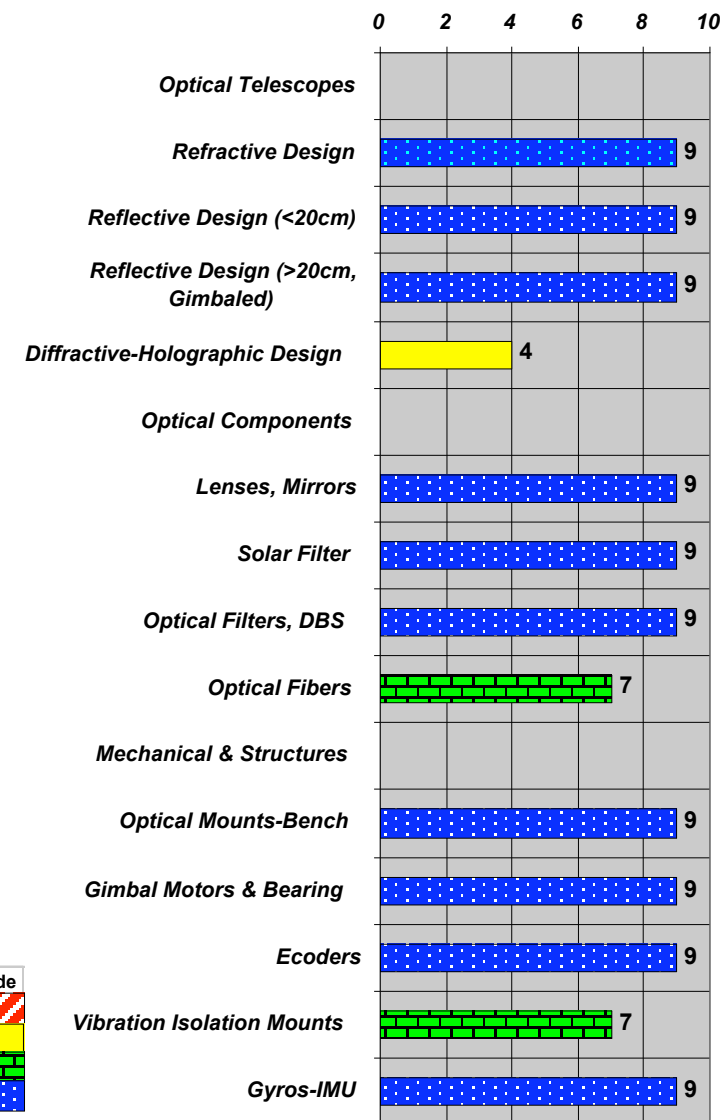 0 2 4 6 8 10
Optical Telescopes
Refractive Design 9
Reflective Design (<20cm) 9
Reflective Design (>20cm,
Gimbaled) 9
Diffractive-Holographic Design 4
Optical Components
Lenses, Mirrors 9
Solar Filter 9
Optical Filters, DBS 9
Optical Fibers 7
Mechanical & Structures
Optical Mounts-Bench 9
Gimbal Motors & Bearing 9
Ecoders 9
Vibration Isolation Mounts 7
Gyros-IMU 9